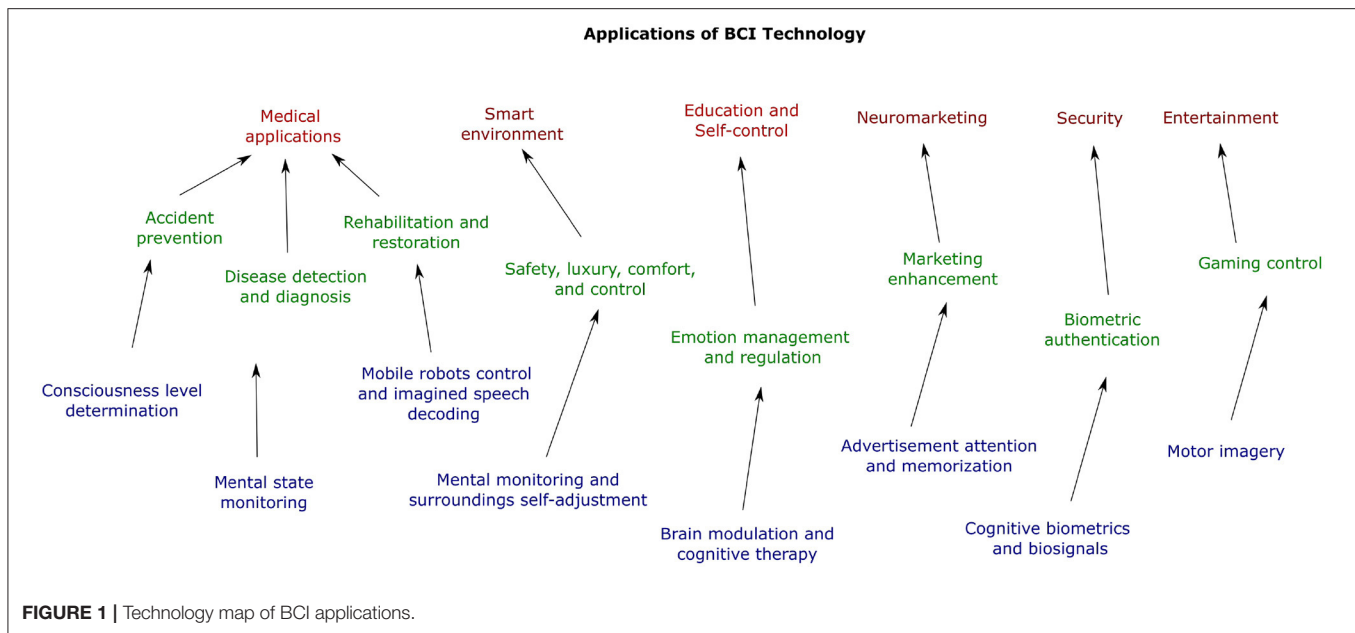 Applications of BCI Technology
Medical
applications
Smart
environment
Education and
Self-control
Neuromarketing
Security
Entertainment
Accident
prevention
Disease detection
and diagnosis
Rehabilitation and
restoration
Safety, luxury, comfort,
and control
Emotion management
and regulation
Marketing
enhancement
Biometric
authentication
Gaming control
Consciousness level
determination
Mental state
monitoring
Mobile robots control
and imagined speech
decoding
Mental monitoring and
surroundings self-adjustment
Brain modulation and
cognitive therapy
Advertisement attention
and memorization
Cognitive biometrics
and biosignals
Motor imagery
FIGURE 1 | Technology map of BCI applications.